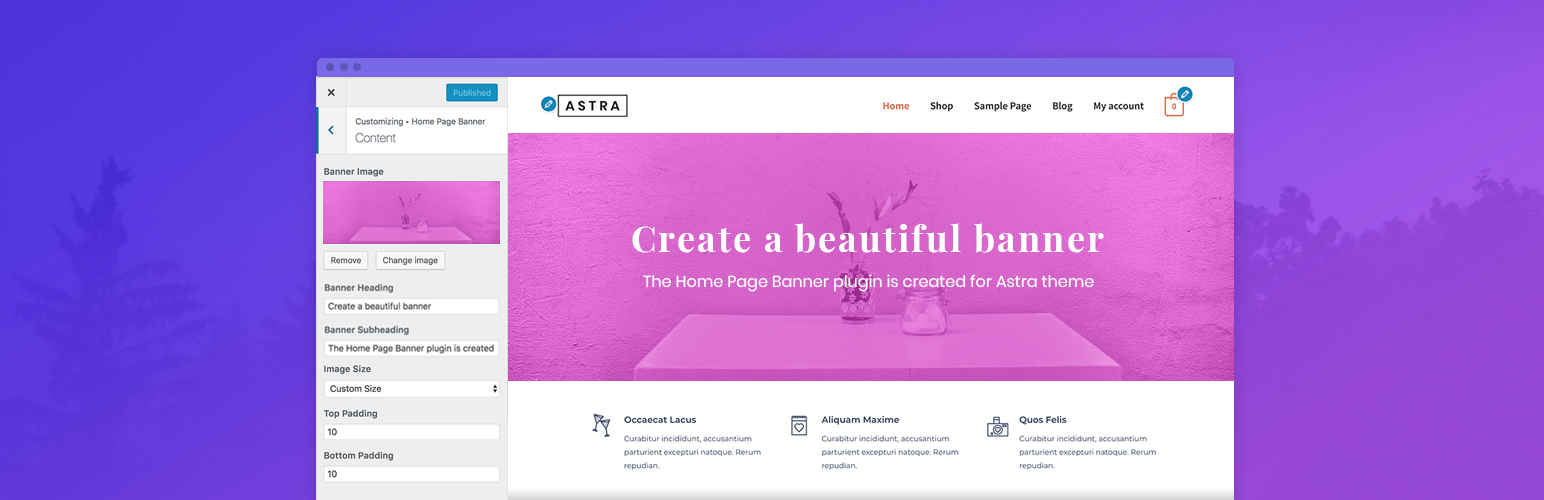 Published
Customizing ▸ Home Page Banner
Content
Banner Image
Remove
Change image
Banner Heading
Create a beautiful banner
Banner Subheading
The Home Page Banner plugin is created
Image Size
Custom Size
Top Padding
10
Bottom Padding
10
ASTRA
Home
Shop
Sample Page
Blog
My account
0
Create a beautiful banner
The Home Page Banner plugin is created for Astra theme
Occaecat Lacus
Curabitur incididunt, accusantium
parturient excepturi natoque. Rerum
repudian.
Aliquam Maxime
Curabitur incididunt, accusantium
parturient excepturi natoque. Rerum
repudian.
Quos Felis
Curabitur incididunt, accusantium
parturient excepturi natoque. Rerum
repudian.